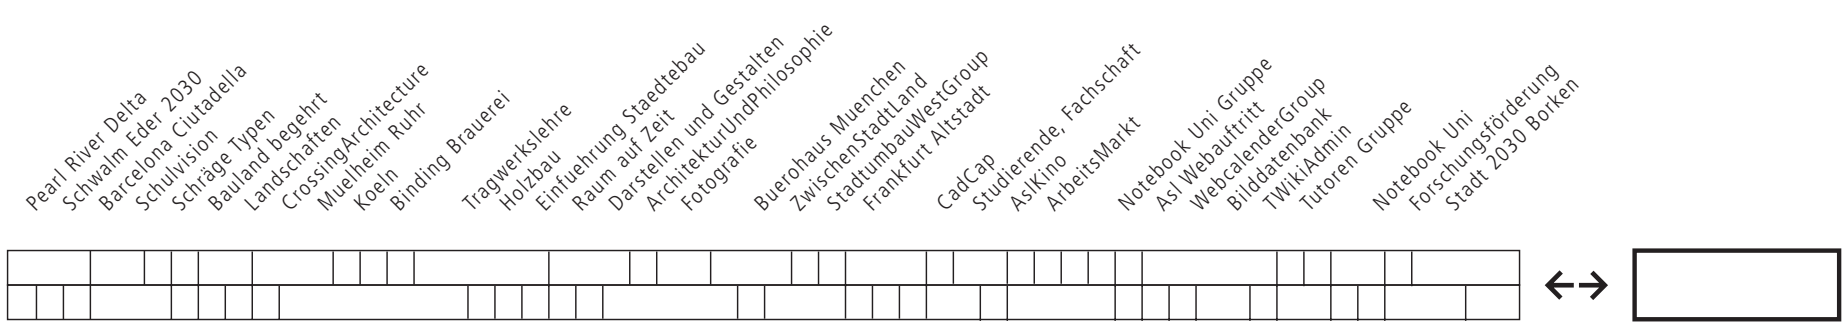 Pearl River Delta
Schwalm Eder 2030
Barcelona Ciutadella
Schulvision
Schräge Typen
Bauland begehrt
Landschaften
CrossingArchitecture
Muelheim Ruhr
Koeln
Binding Brauerei
Tragwerkslehre
Holzbau
Einfuehrung Staedtebau
Raum auf Zeit
Darstellen und Gestalten
ArchitekturUndPhilosophie
Fotografie
Buerohaus Muenchen
ZwischenStadtLand
StadtumbauWestGroup
Frankfurt Altstadt
CadCap
Studierende, Fachschaft
AslKino
ArbeitsMarkt
Notebook Uni Gruppe
Asl Webauftritt
WebcalenderGroup
Bilddatenbank
TWikiAdmin
Tutoren Gruppe
Notebook Uni
Forschungsförderung
Stadt 2030 Borken